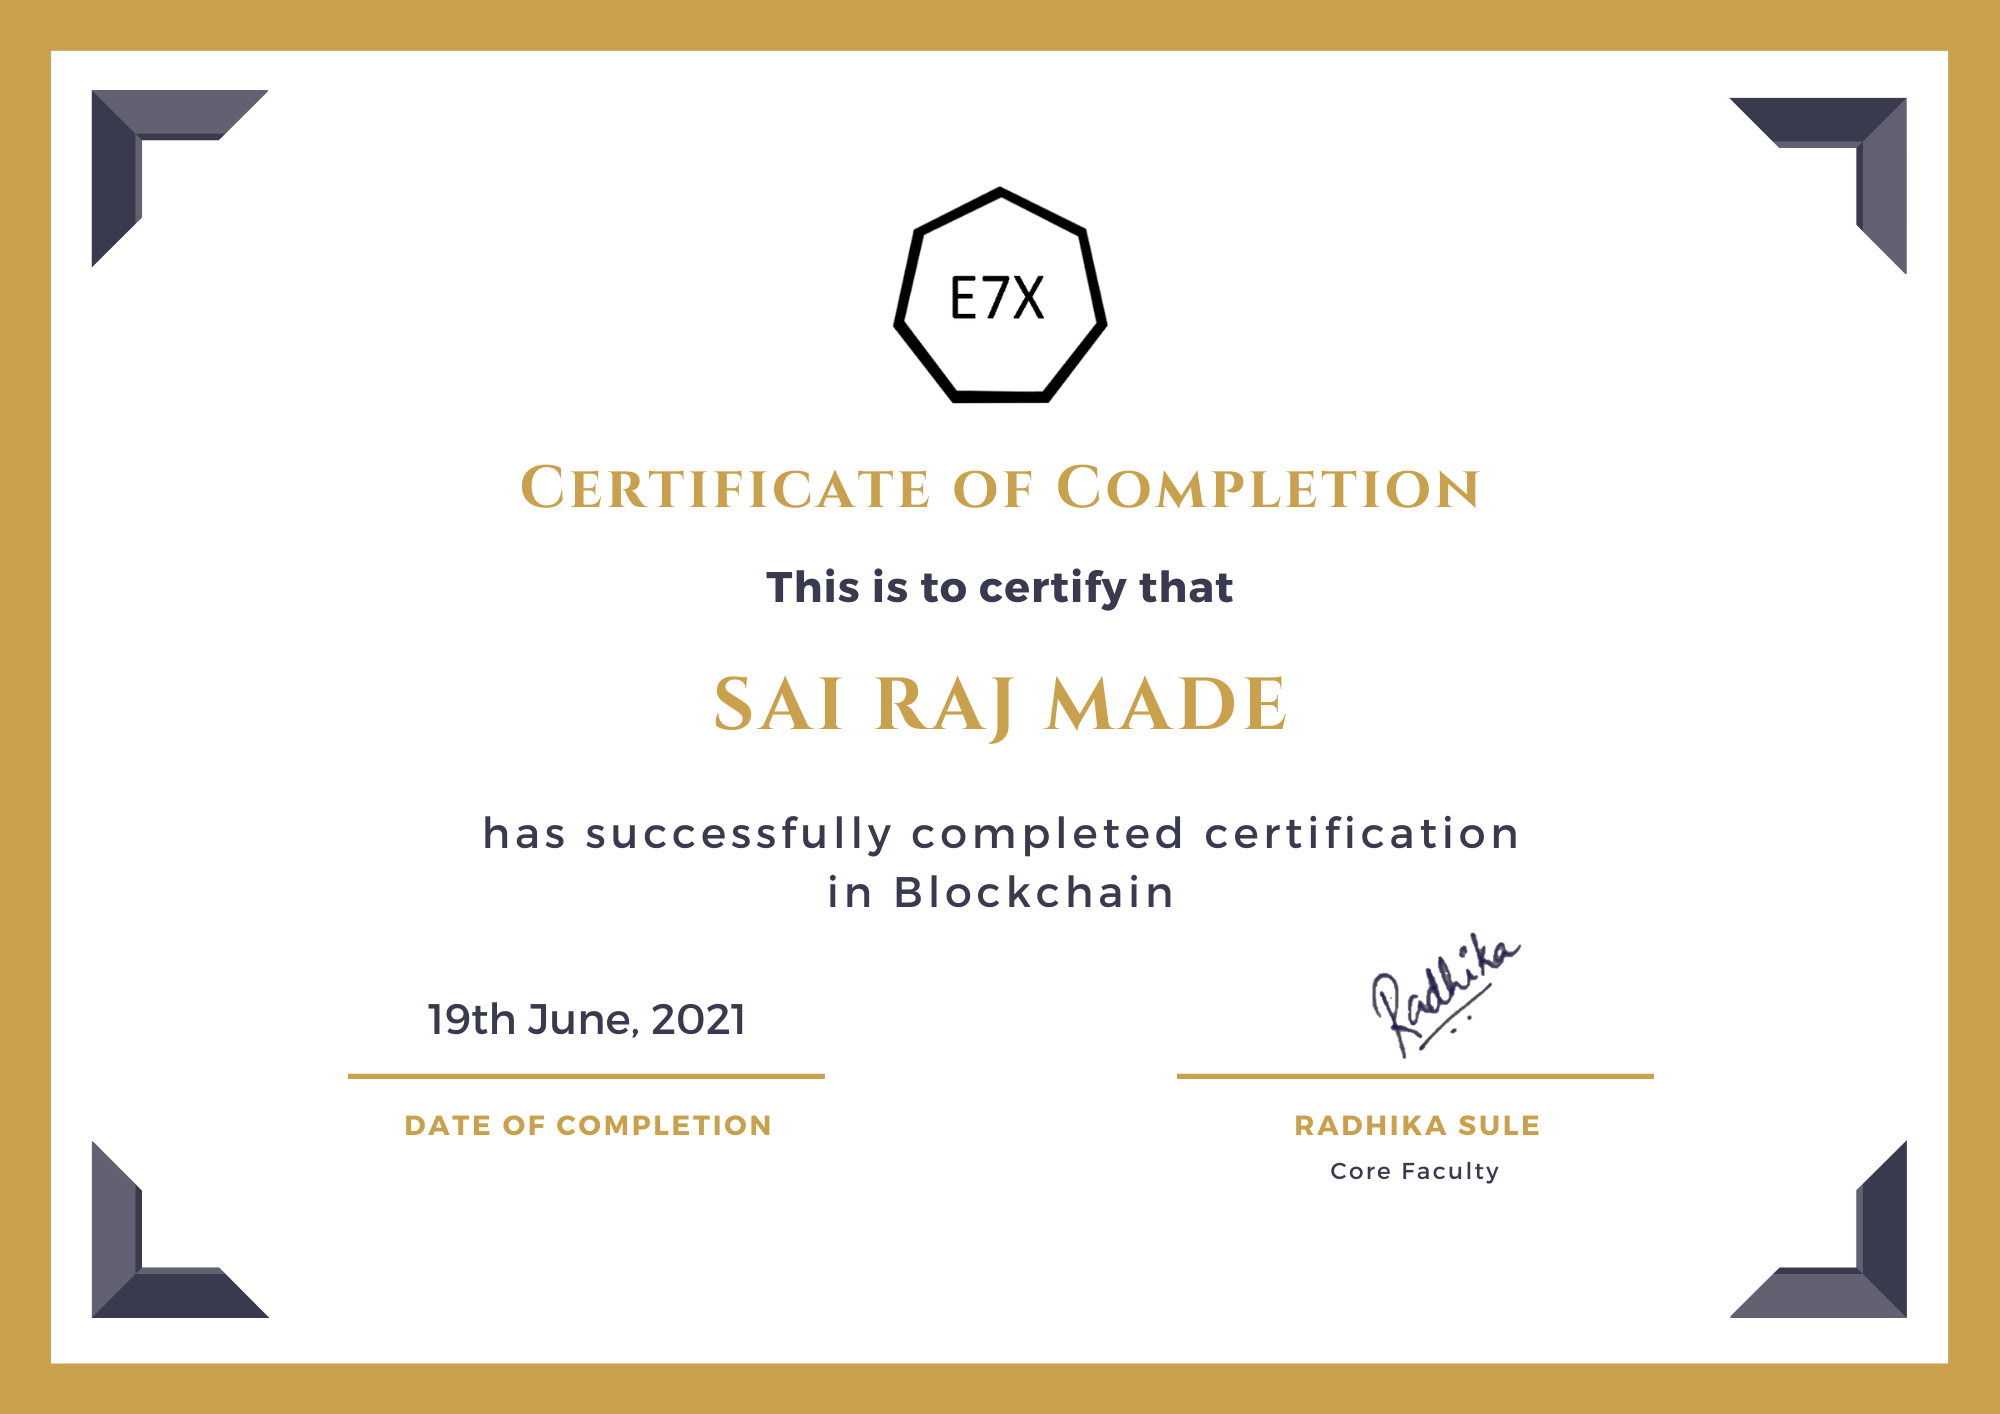 E7X
Certificate of Completion
This is to certify that
SAI RAJ MADE
has successfully completed certification
in Blockchain
19th June, 2021
Radhika
DATE OF COMPLETION
RADHIKA SULE
Core Faculty